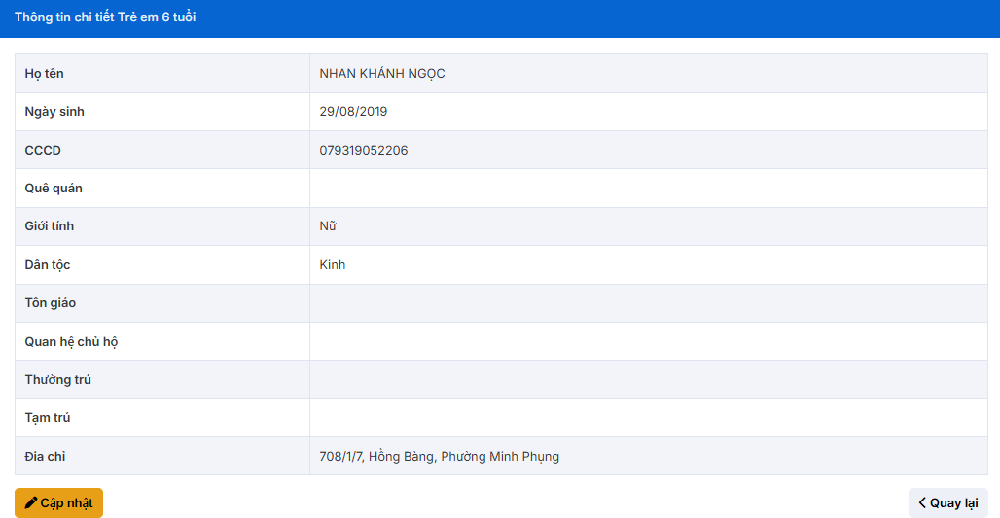 Thông tin chi tiết Trẻ em 6 tuổi
Họ tên NHAN KHÁNH NGỌC
Ngày sinh 29/08/2019
CCCD 079319052206
Quê quán
Giới tính Nữ
Dân tộc Kinh
Tôn giáo
Quan hệ chủ hộ
Thường trú
Tạm trú
Đia chỉ 708/1/7, Hồng Bàng, Phường Minh Phụng
Cập nhật Quay lại